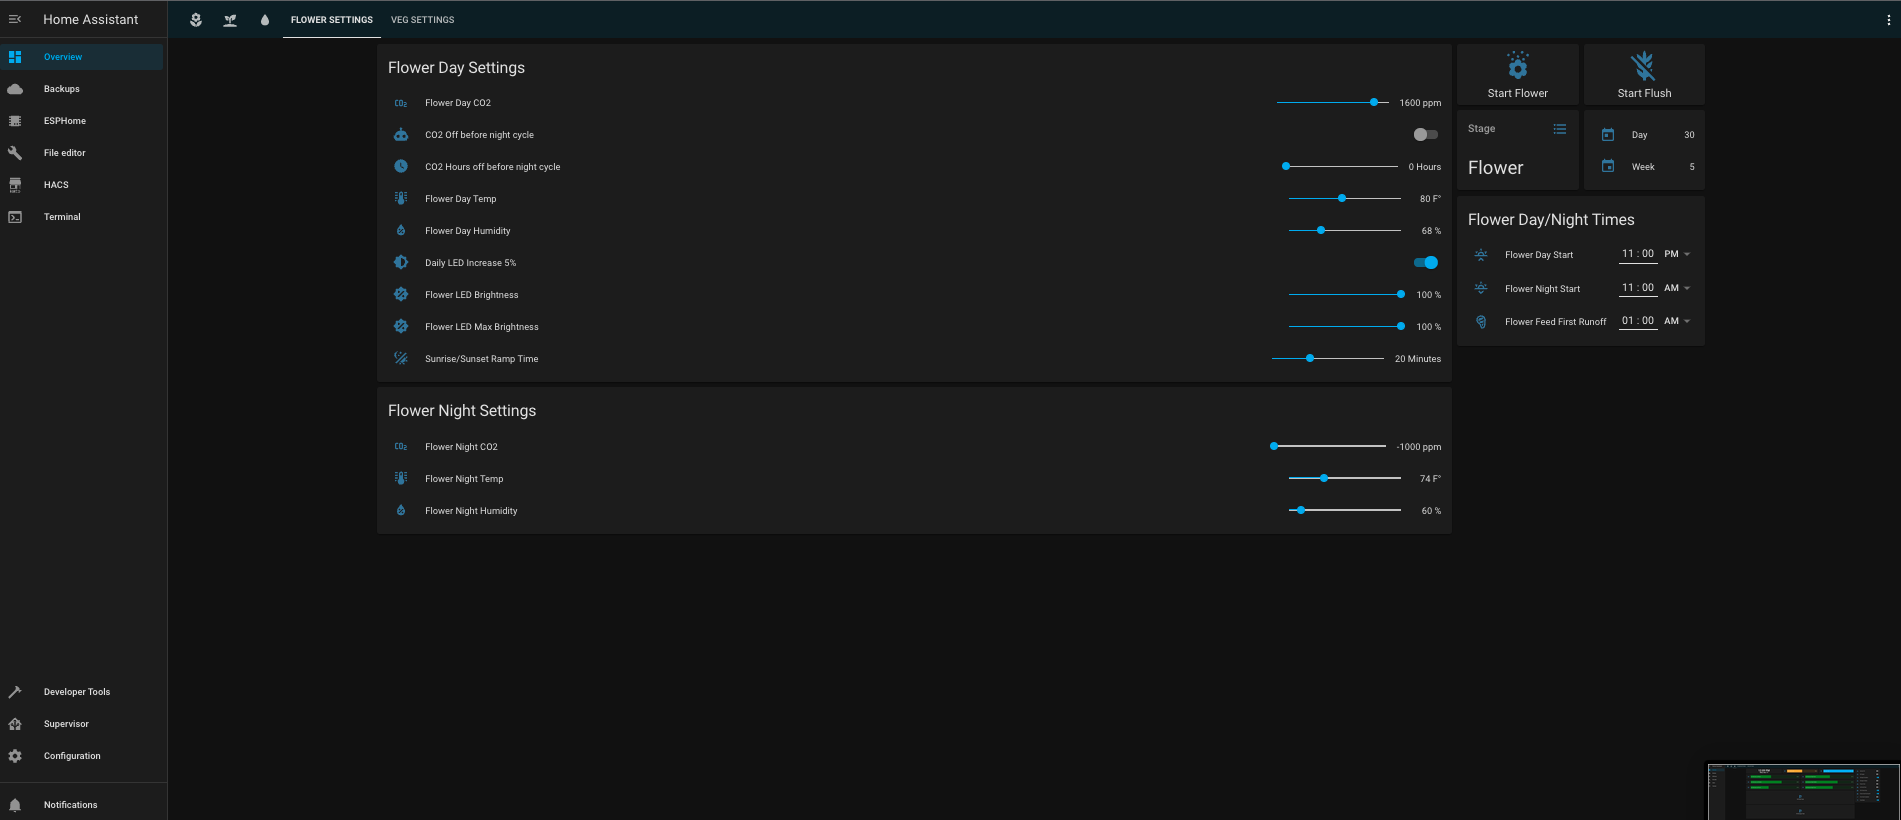 Home Assistant
FLOWER SETTINGS
VEG SETTINGS
Overview
Backups
ESPHome
File editor
HACS
Terminal
Developer Tools
Supervisor
Configuration
Notifications
Flower Day Settings
CO2 Flower Day CO2 1600 ppm
CO2 Off before night cycle
CO2 Hours off before night cycle 0 Hours
Flower Day Temp 80 F°
Flower Day Humidity 68 %
Daily LED Increase 5%
Flower LED Brightness 100 %
Flower LED Max Brightness 100 %
Sunrise/Sunset Ramp Time 20 Minutes
Flower Night Settings
CO2 Flower Night CO2 -1000 ppm
Flower Night Temp 74 F°
Flower Night Humidity 60 %
Start Flower
Start Flush
Stage
Flower
Day 30
Week 5
Flower Day/Night Times
Flower Day Start 11 : 00 PM
Flower Night Start 11 : 00 AM
Flower Feed First Runoff 01 : 00 AM